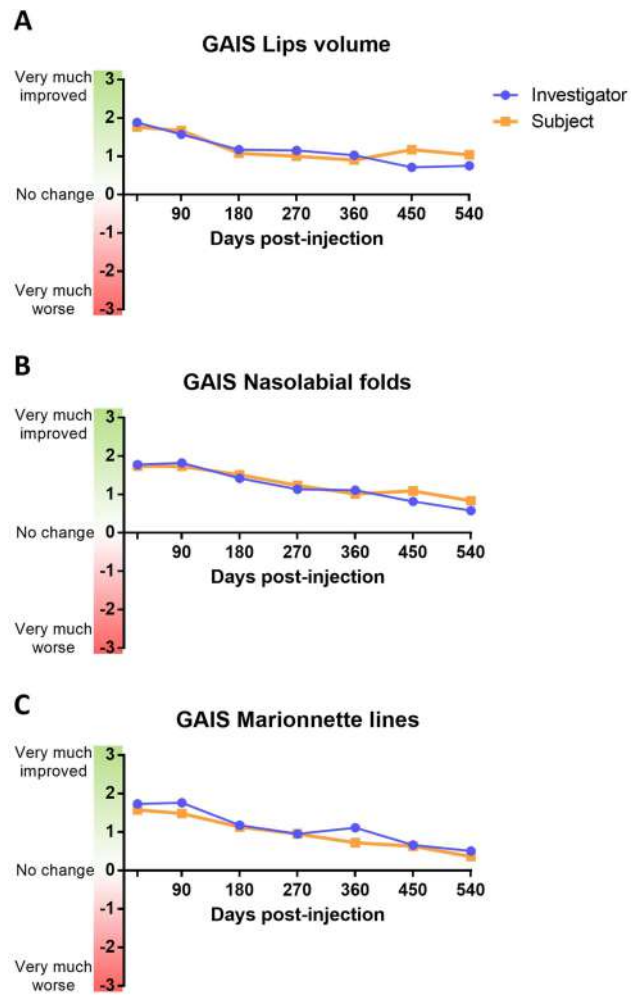 A
GAIS Lips volume
Very much
improved
3
2
1
No change
0
-1
-2
Very much
worse
-3
90 180 270 360 450 540
Days post-injection
Investigator
Subject
B
GAIS Nasolabial folds
Very much
improved
3
2
1
No change
0
-1
-2
Very much
worse
-3
90 180 270 360 450 540
Days post-injection
C
GAIS Marionnette lines
Very much
improved
3
2
1
No change
0
-1
-2
Very much
worse
-3
90 180 270 360 450 540
Days post-injection